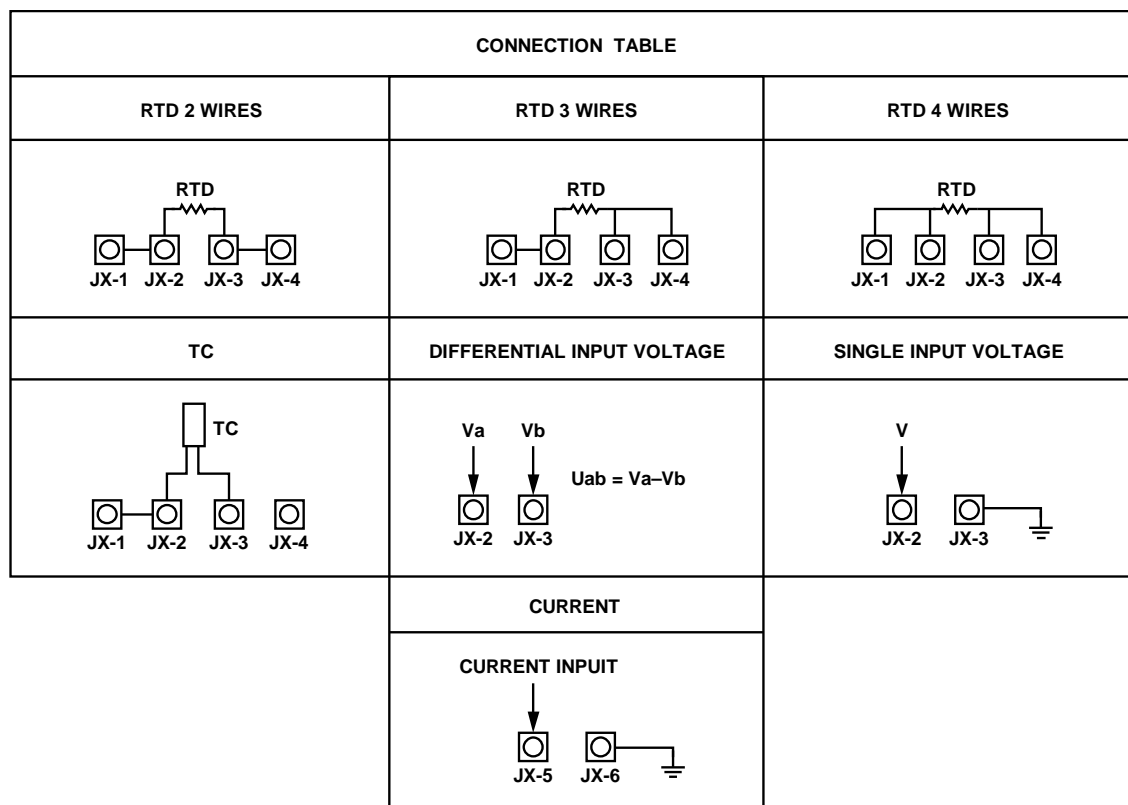 CONNECTION TABLE
RTD 2 WIRES
RTD 3 WIRES
RTD 4 WIRES
RTD
JX-1 JX-2 JX-3 JX-4
RTD
JX-1 JX-2 JX-3 JX-4
RTD
JX-1 JX-2 JX-3 JX-4
TC
DIFFERENTIAL INPUT VOLTAGE
SINGLE INPUT VOLTAGE
TC
JX-1 JX-2 JX-3 JX-4
Va Vb
Uab = Va–Vb
JX-2 JX-3
V
JX-2 JX-3
CURRENT
CURRENT INPUIT
JX-5 JX-6